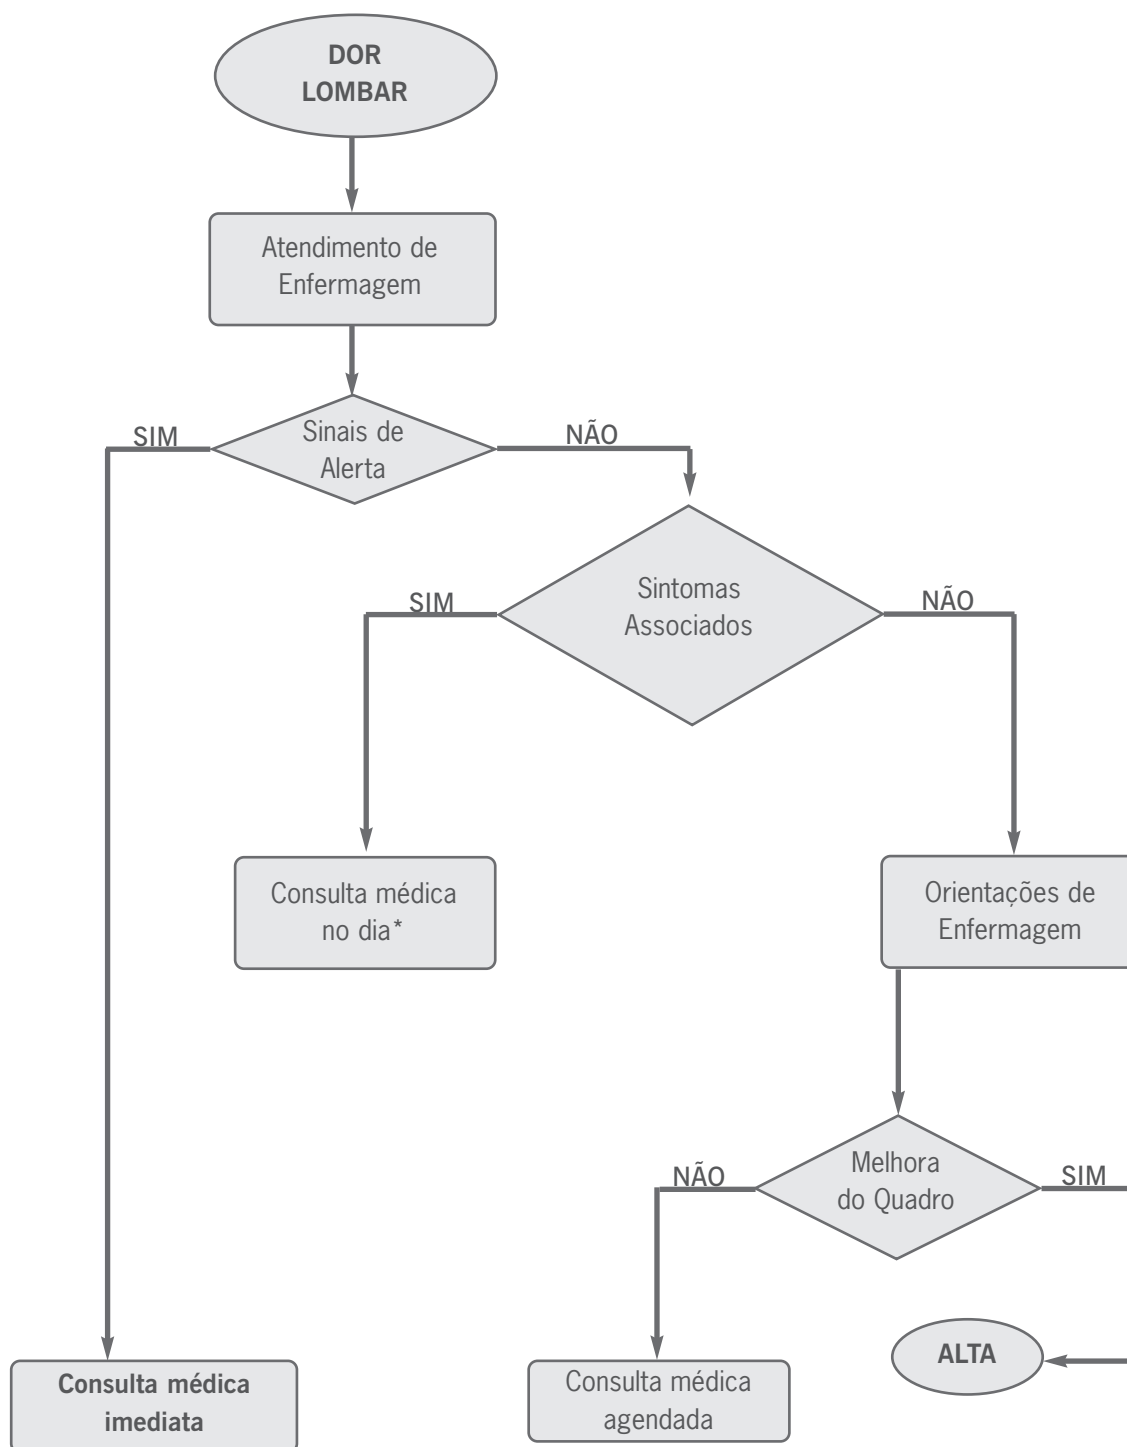 DOR
LOMBAR
Atendimento de
Enfermagem
Sinais de
Alerta
SIM
NÃO
Sintomas
Associados
SIM
NÃO
Consulta médica
no dia*
Orientações de
Enfermagem
Melhora
do Quadro
NÃO
SIM
Consulta médica
imediata
Consulta médica
agendada
ALTA